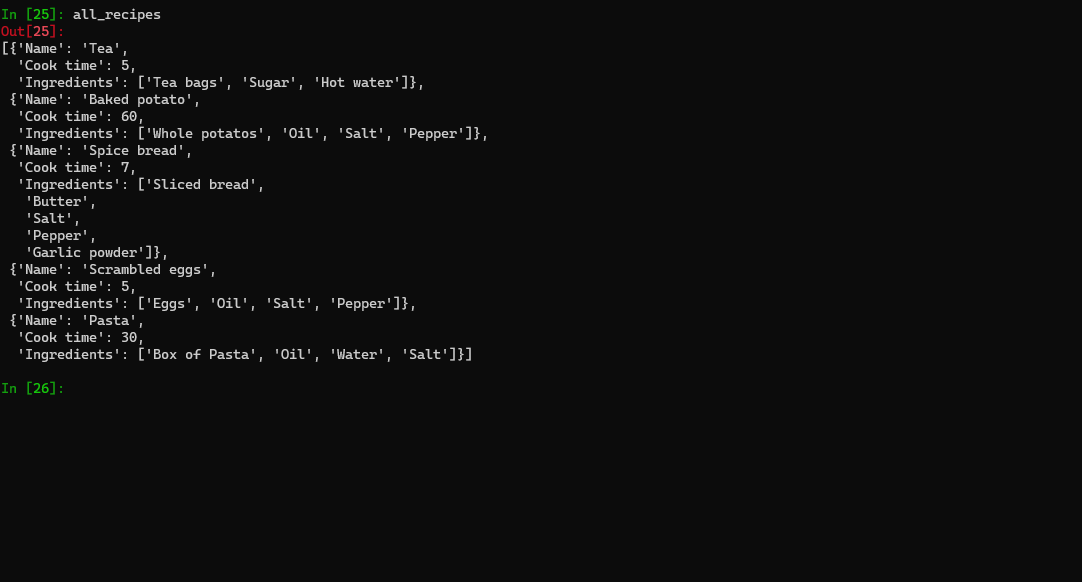 In [25]: all_recipes
Out[25]:
[{'Name': 'Tea',
  'Cook time': 5,
  'Ingredients': ['Tea bags', 'Sugar', 'Hot water']},
 {'Name': 'Baked potato',
  'Cook time': 60,
  'Ingredients': ['Whole potatos', 'Oil', 'Salt', 'Pepper']},
 {'Name': 'Spice bread',
  'Cook time': 7,
  'Ingredients': ['Sliced bread',
   'Butter',
   'Salt',
   'Pepper',
   'Garlic powder']},
 {'Name': 'Scrambled eggs',
  'Cook time': 5,
  'Ingredients': ['Eggs', 'Oil', 'Salt', 'Pepper']},
 {'Name': 'Pasta',
  'Cook time': 30,
  'Ingredients': ['Box of Pasta', 'Oil', 'Water', 'Salt']}]
In [26]: